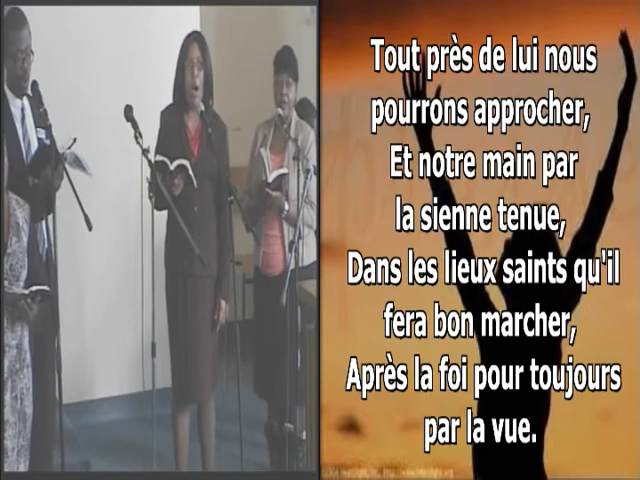 Tout près de lui nous
pourrons approcher,
Et notre main par
la sienne tenue,
Dans les lieux saints qu'il
fera bon marcher,
Après la foi pour toujours
par la vue.